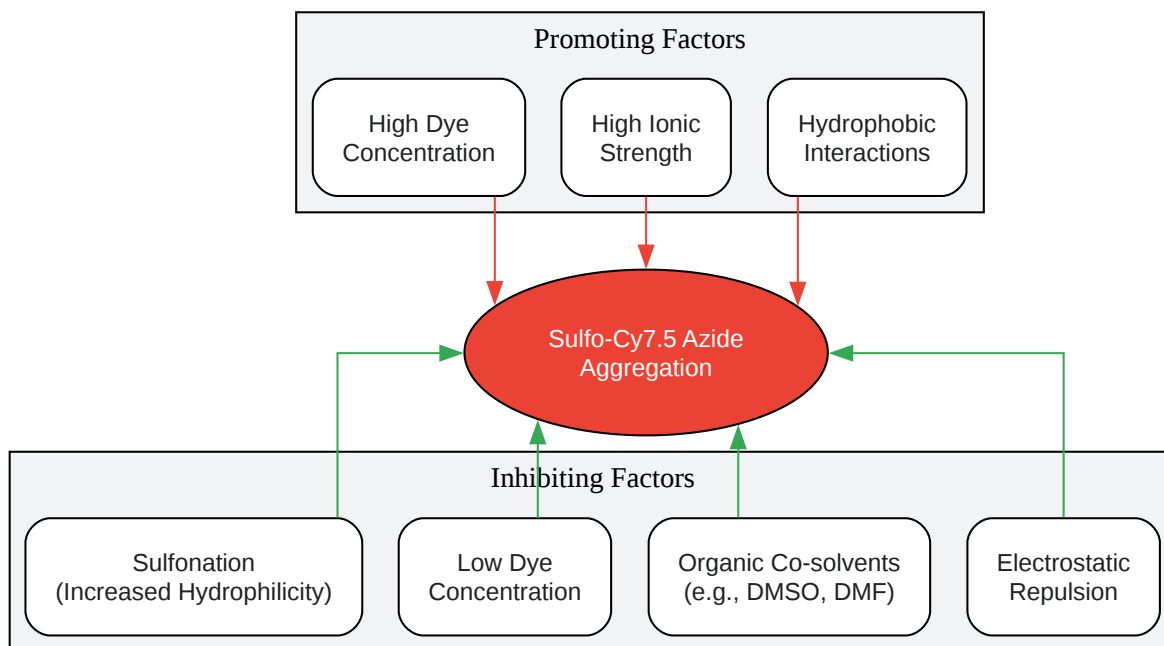 Promoting Factors
High Dye
Concentration
High Ionic
Strength
Hydrophobic
Interactions
Sulfo-Cy7.5 Azide
Aggregation
Inhibiting Factors
Sulfonation
(Increased Hydrophilicity)
Low Dye
Concentration
Organic Co-solvents
(e.g., DMSO, DMF)
Electrostatic
Repulsion